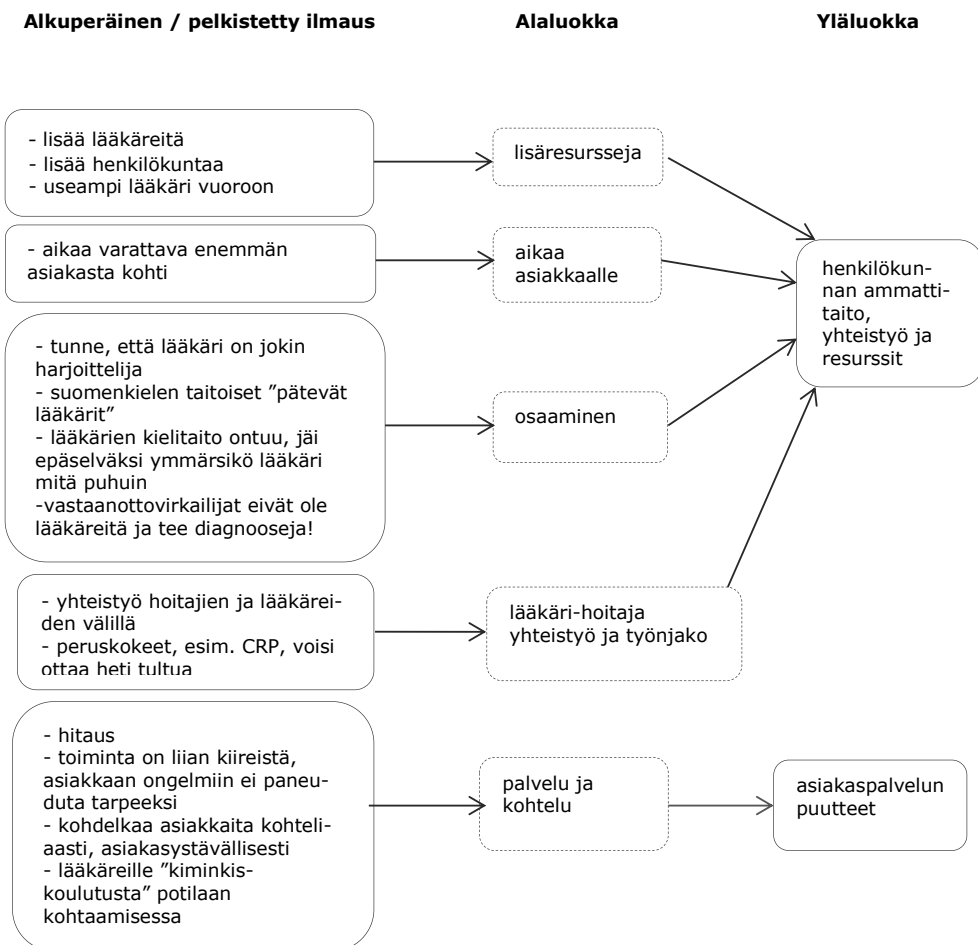 Alkuperäinen / pelkistetty ilmaus
Alaluokka
Yläluokka
- lisää lääkäreitä
- lisää henkilökuntaa
- useampi lääkäri vuoroon
lisäresursseja
- aikaa varattava enemmän
asiakasta kohti
aikaa
asiakkaalle
henkilökun-
nan ammatti-
taito,
yhteistyö ja
resurssit
- tunne, että lääkäri on jokin
harjoittelija
- suomenkielen taitoiset ”pätevät
lääkärit”
- lääkärien kielitaito ontuu, jäi
epäselväksi ymmärsikö lääkäri
mitä puhuin
-vastaanottovirkailijat eivät ole
lääkäreitä ja tee diagnooseja!
osaaminen
- yhteistyö hoitajien ja lääkärei-
den välillä
- peruskokeet, esim. CRP, voisi
ottaa heti tultua
lääkäri-hoitaja
yhteistyö ja työnjako
- hitaus
- toiminta on liian kiireistä,
asiakkaan ongelmiin ei paneu-
duta tarpeeksi
- kohdelkaa asiakkaita kohteli-
aasti, asiakasystävällisesti
- lääkäreille ”kiminkis-
koulutusta” potilaan
kohtaamisessa
palvelu ja
kohtelu
asiakaspalvelun
puutteet